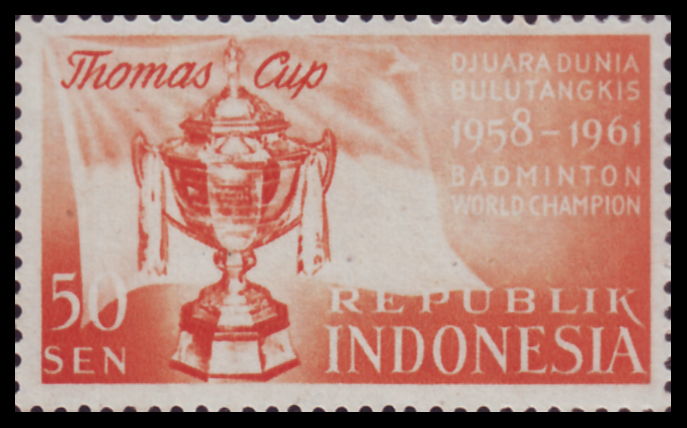 Thomas Cup
DJUARA DUNIA
BULUTANGKIS
1958-1961
BADMINTON
WORLD CHAMPION
50
SEN
REPUBLIK
INDONESIA